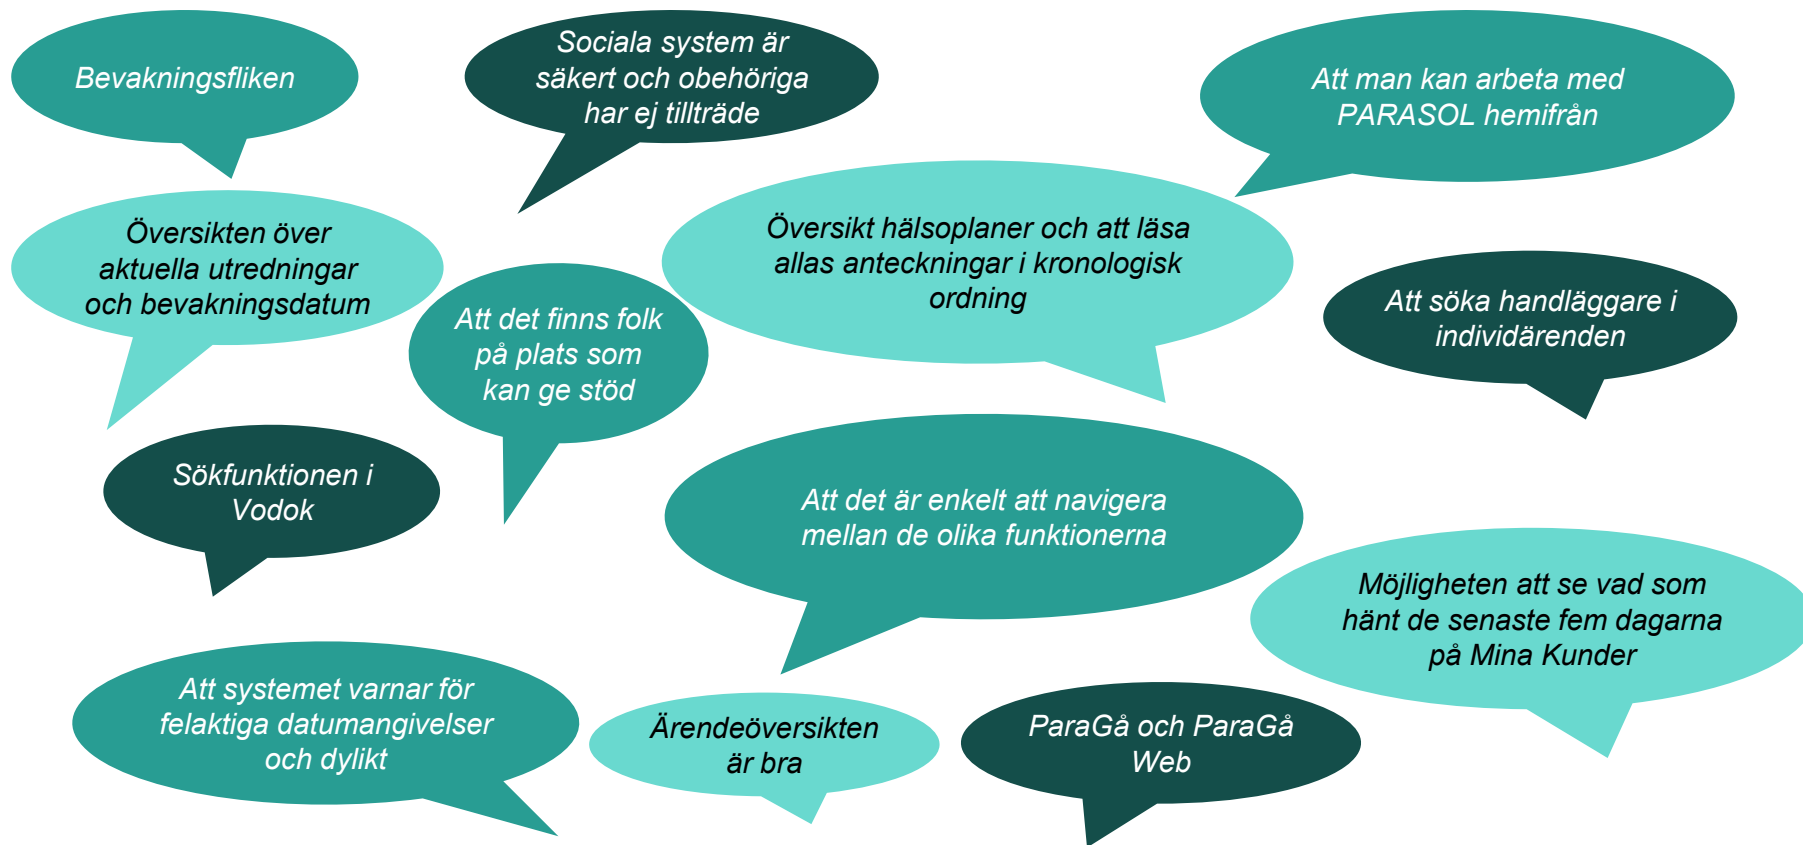 Bevakningsfliken
Sociala system är
säkert och obehöriga
har ej tillträde
Att man kan arbeta med
PARASOL hemifrån
Översikten över
aktuella utredningar
och bevakningsdatum
Att det finns folk
på plats som
kan ge stöd
Översikt hälsoplaner och att läsa
allas anteckningar i kronologisk
ordning
Att söka handläggare i
individärenden
Sökfunktionen i
Vodok
Att det är enkelt att navigera
mellan de olika funktionerna
Möjligheten att se vad som
hänt de senaste fem dagarna
på Mina Kunder
Att systemet varnar för
felaktiga datumangivelser
och dylikt
Ärendeöversikten
är bra
ParaGå och ParaGå
Web